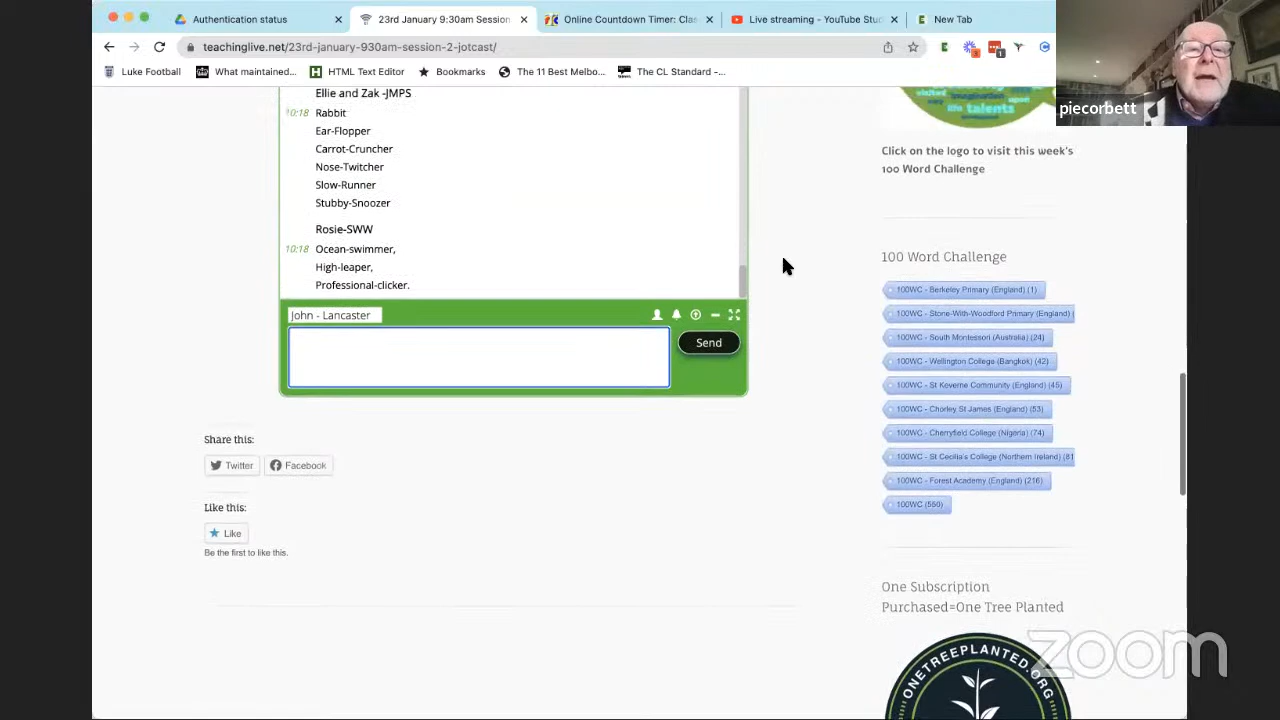 Authentication status
23rd January 9:30am Session
Online Countdown Timer: Clas
Live streaming - YouTube Stu
New Tab
teachinglive.net/23rd-january-930am-session-2-jotcast/
Luke Football
What maintained...
HTML Text Editor
Bookmarks
The 11 Best Melbo...
The CL Standard -...
piecorbett
Ellie and Zak -JMPS
10:18 Rabbit
Ear-Flopper
Carrot-Cruncher
Nose-Twitcher
Slow-Runner
Stubby-Snoozer
Rosie-SWW
10:18 Ocean-swimmer,
High-leaper,
Professional-clicker.
John - Lancaster
Send
Share this:
Twitter
Facebook
Like this:
Like
Be the first to like this.
visited
imagination
life talents
Click on the logo to visit this week's
100 Word Challenge
100 Word Challenge
100WC - Berkeley Primary (England) (1)
100WC - Stone-With-Woodford Primary (England) (
100WC - South Montessori (Australia) (24)
100WC - Wellington College (Bangkok) (42)
100WC - St Keverne Community (England) (45)
100WC - Chorley St James (England) (53)
100WC - Cherryfield College (Nigeria) (74)
100WC - St Cecilia's College (Northern Ireland) (81
100WC - Forest Academy (England) (216)
100WC (550)
One Subscription
Purchased=One Tree Planted
ONETREEPLANTED.ORG
zoom